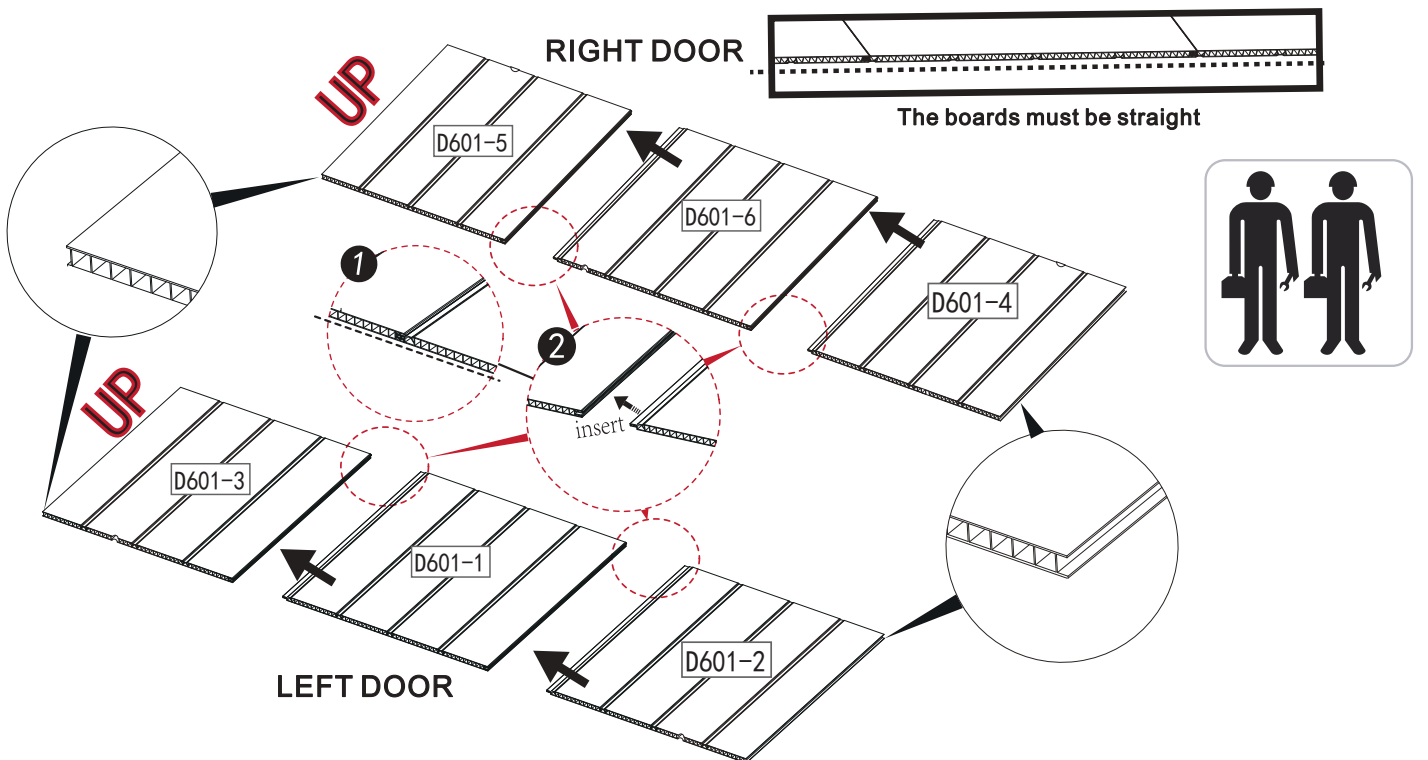 RIGHT DOOR
The boards must be straight
UP
D601-5
D601-6
D601-4
1
2
insert
UP
D601-3
D601-1
D601-2
LEFT DOOR